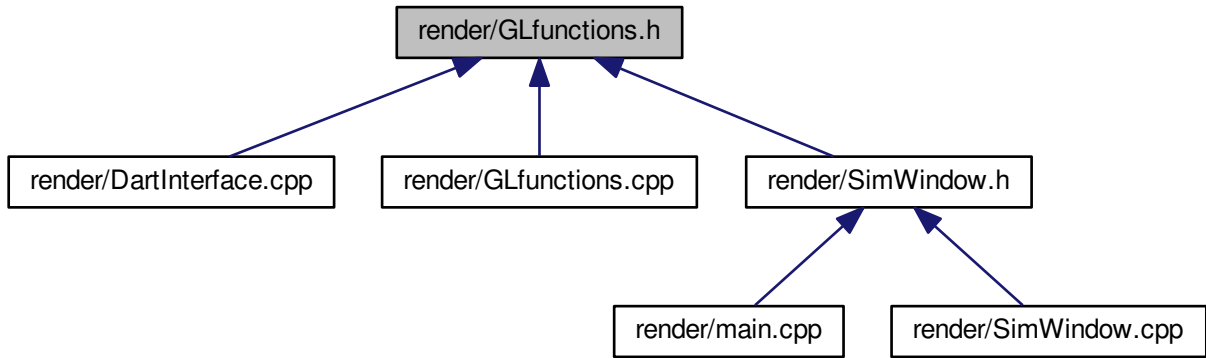 render/GLfunctions.h
render/DartInterface.cpp
render/GLfunctions.cpp
render/SimWindow.h
render/main.cpp
render/SimWindow.cpp